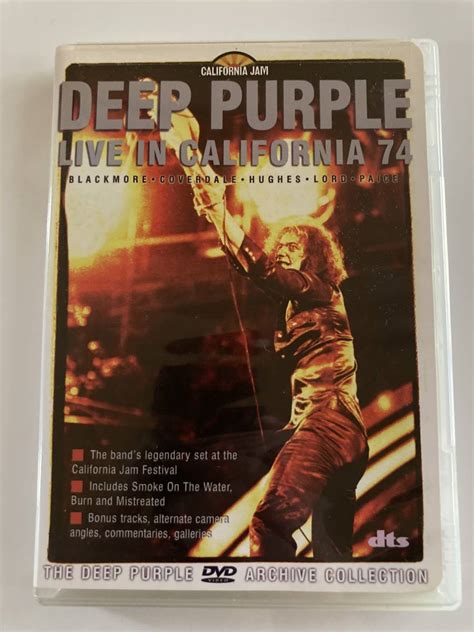 CALIFORNIA JAM
DEEP PURPLE
LIVE IN CALIFORNIA 74
BLACKMORE • COVERDALE • HUGHES • LORD • PAICE
The band's legendary set at the
California Jam Festival
Includes Smoke On The Water,
Burn and Mistreated
Bonus tracks, alternate camera
angles, commentaries, galleries
dts
THE DEEP PURPLE DVD VIDEO ARCHIVE COLLECTION